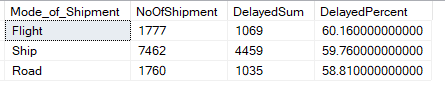 Mode_of_Shipment NoOfShipment DelayedSum DelayedPercent
Flight 1777 1069 60.160000000000
Ship 7462 4459 59.760000000000
Road 1760 1035 58.810000000000